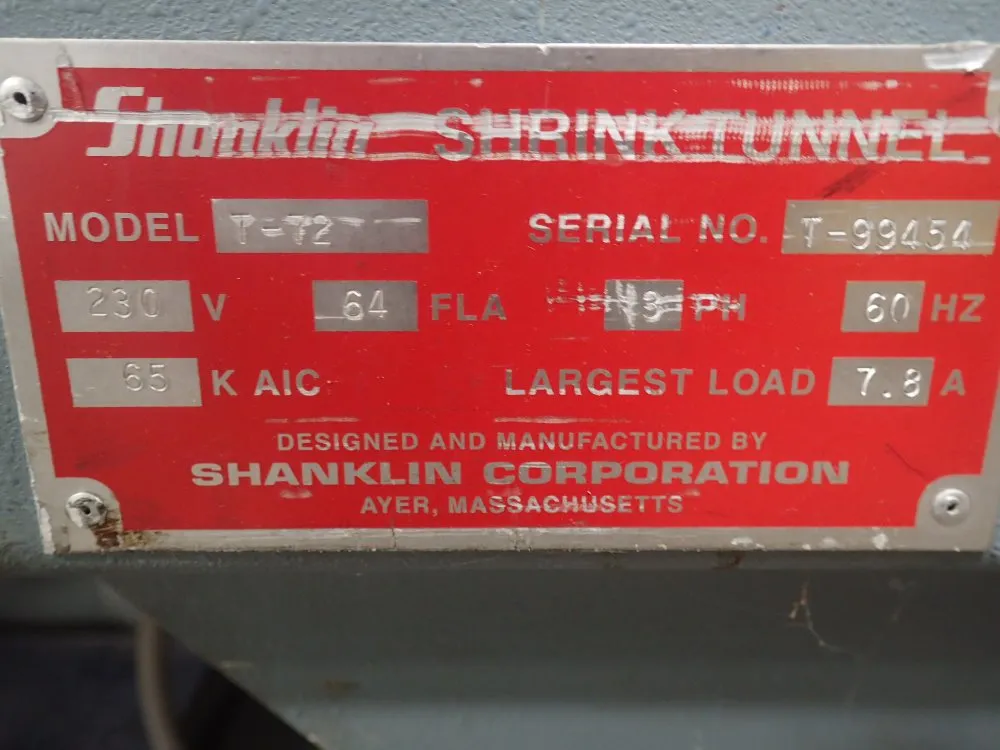 Shanklin SHRINK TUNNEL
MODEL T-72 SERIAL NO. T-99454
230 V 64 FLA 3 PH 60 HZ
65 K AIC LARGEST LOAD 7.8 A
DESIGNED AND MANUFACTURED BY
SHANKLIN CORPORATION
AYER, MASSACHUSETTS